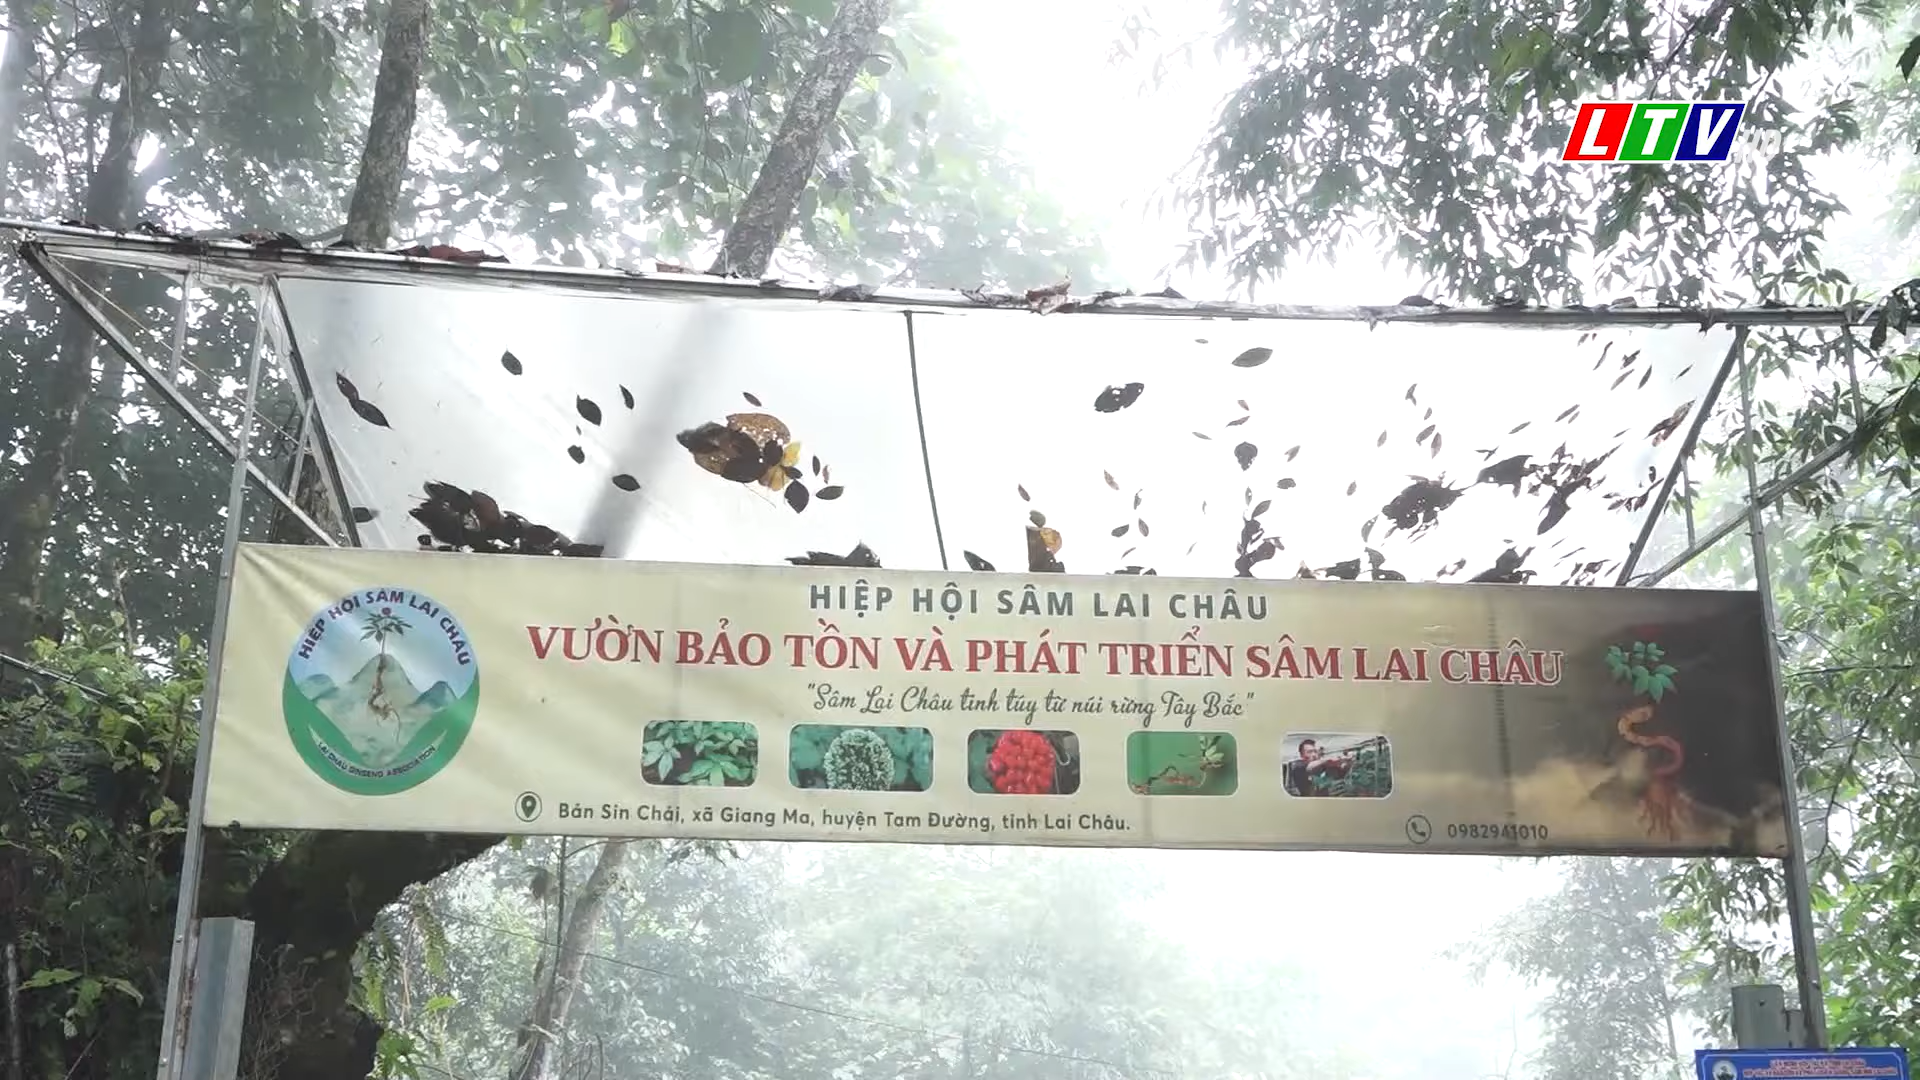 LTV HD
HIỆP HỘI SÂM LAI CHÂU
VƯỜN BẢO TỒN VÀ PHÁT TRIỂN SÂM LAI CHÂU
"Sâm Lai Châu tinh túy từ núi rừng Tây Bắc"
HIỆP HỘI SÂM LAI CHÂU
LAI CHAU GINSENG ASSOCIATION
Bản Sin Chải, xã Giang Ma, huyện Tam Đường, tỉnh Lai Châu.
0982941010